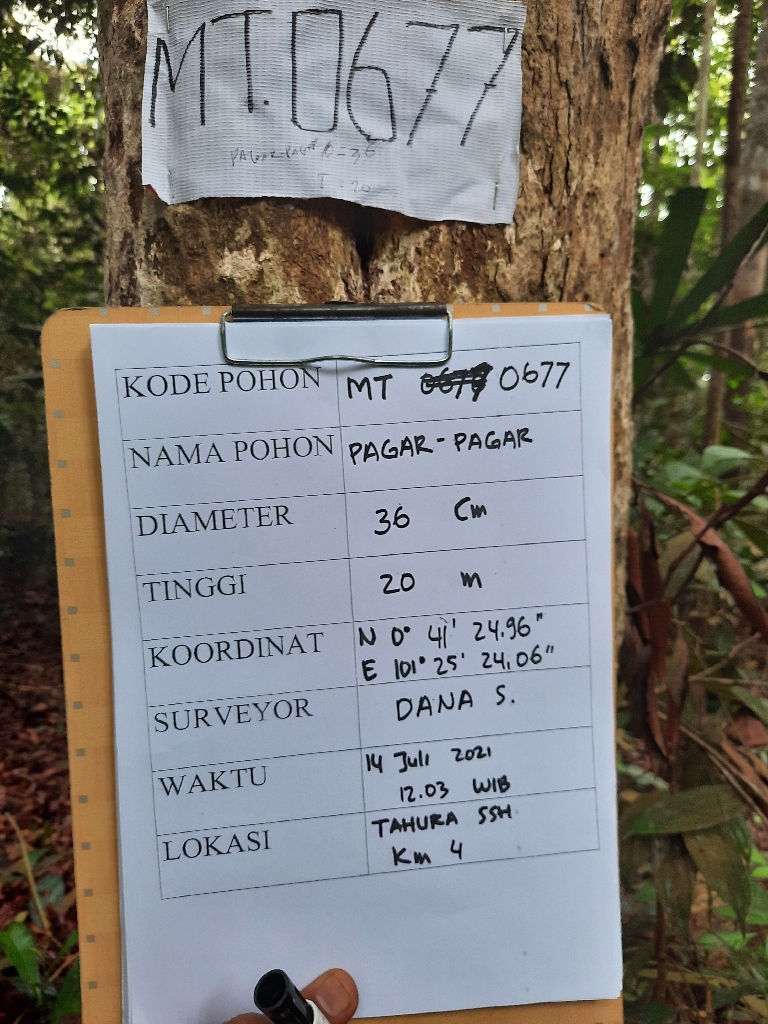 MT.0677
PAGAR-PAGAR D=36
T. 20
KODE POHON MT 0677
NAMA POHON PAGAR-PAGAR
DIAMETER 36 Cm
TINGGI 20 m
KOORDINAT N 0° 41' 24.96"
E 101° 25' 24.06"
SURVEYOR DANA S.
WAKTU 14 Juli 2021
12.03 WIB
LOKASI TAHURA SSH
Km 4